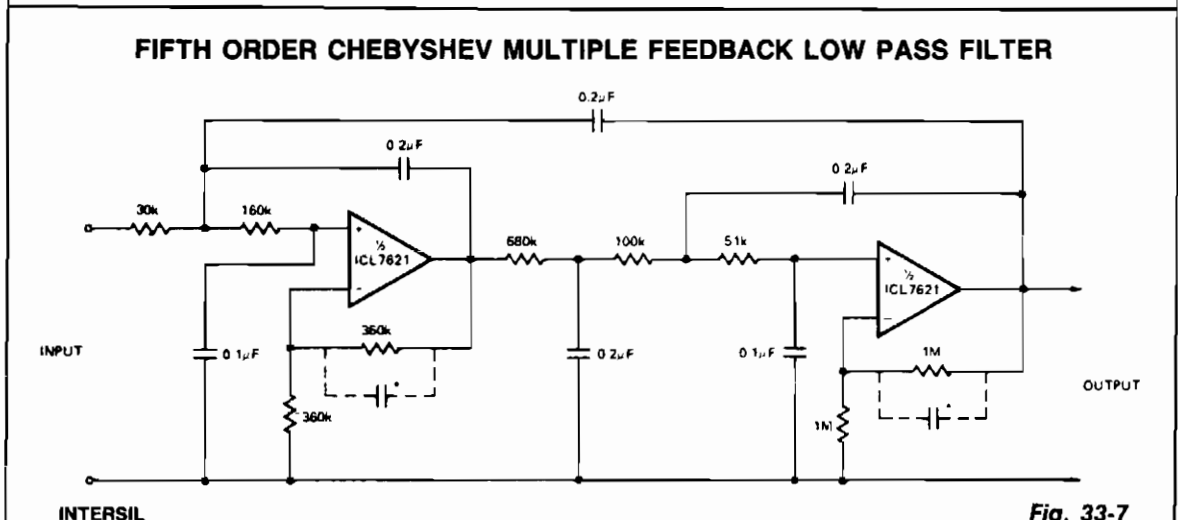 FIFTH ORDER CHEBYSHEV MULTIPLE FEEDBACK LOW PASS FILTER
0.2µF
0 2µF
0 2µF
30k
160k
680k
100k
51k
+
½
ICL7621
−
+
½
ICL7621
−
INPUT
0 1µF
360k
0 2µF
0 1µF
1M
OUTPUT
*
*
360k
1M
INTERSIL
Fig. 33-7